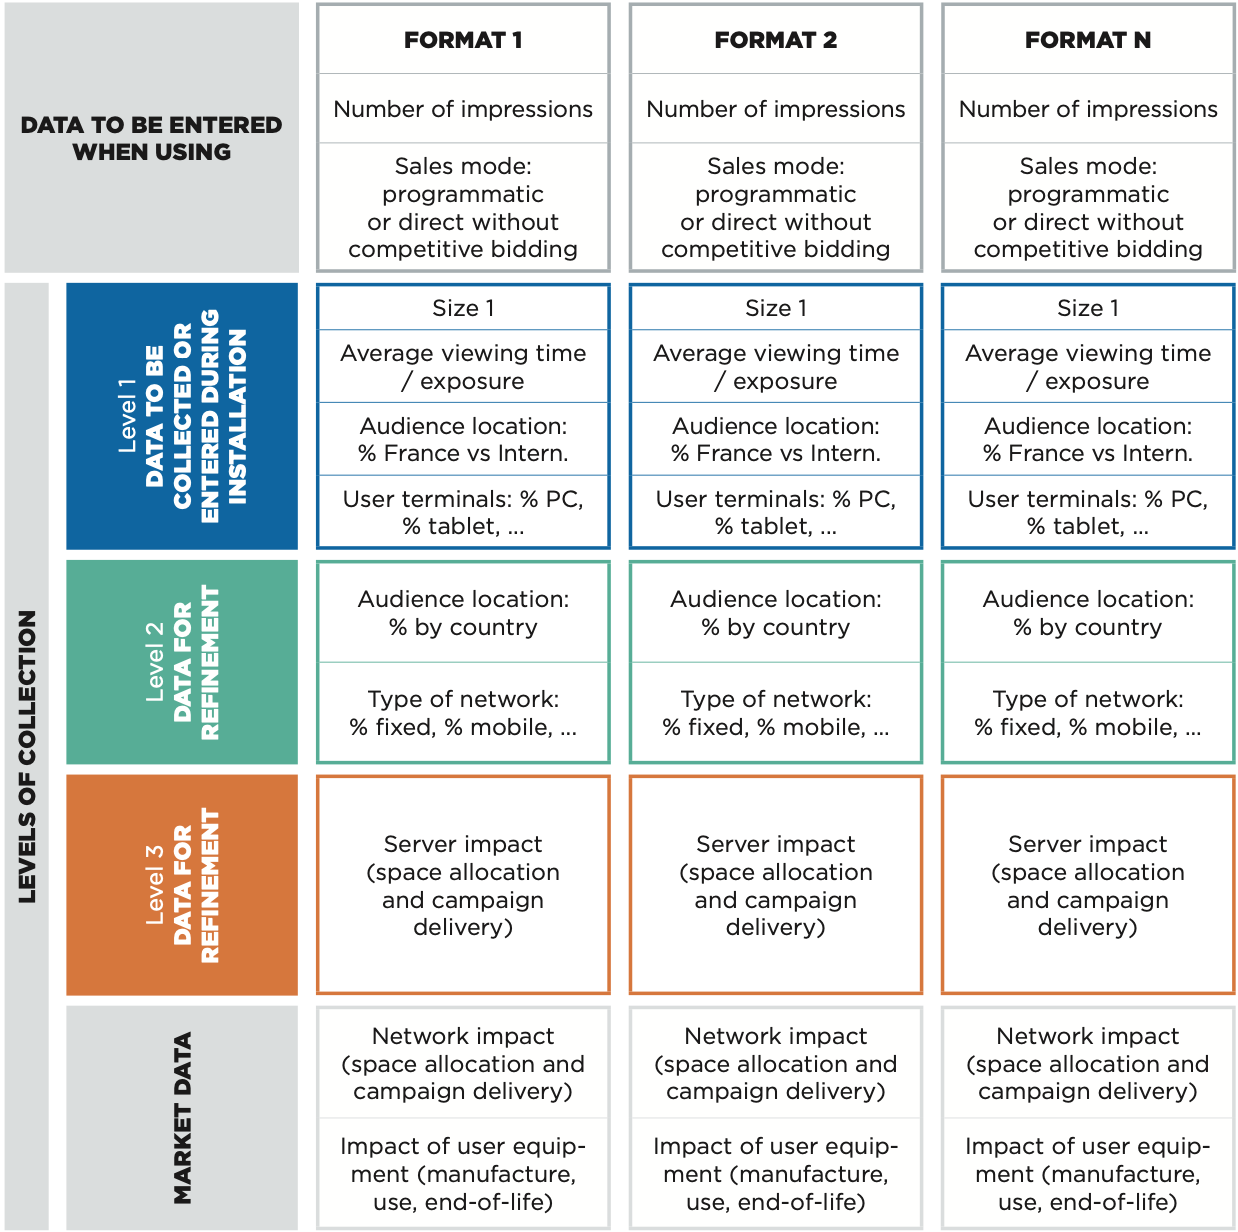 DATA TO BE ENTERED
WHEN USING
FORMAT 1
FORMAT 2
FORMAT N
Number of impressions
Number of impressions
Number of impressions
Sales mode:
programmatic
or direct without
competitive bidding
Sales mode:
programmatic
or direct without
competitive bidding
Sales mode:
programmatic
or direct without
competitive bidding
LEVELS OF COLLECTION
Level 1
DATA TO BE
COLLECTED OR
ENTERED DURING
INSTALLATION
Size 1
Size 1
Size 1
Average viewing time
/ exposure
Average viewing time
/ exposure
Average viewing time
/ exposure
Audience location:
% France vs Intern.
Audience location:
% France vs Intern.
Audience location:
% France vs Intern.
User terminals: % PC,
% tablet, ...
User terminals: % PC,
% tablet, ...
User terminals: % PC,
% tablet, ...
Level 2
DATA FOR
REFINEMENT
Audience location:
% by country
Audience location:
% by country
Audience location:
% by country
Type of network:
% fixed, % mobile, ...
Type of network:
% fixed, % mobile, ...
Type of network:
% fixed, % mobile, ...
Level 3
DATA FOR
REFINEMENT
Server impact
(space allocation
and campaign
delivery)
Server impact
(space allocation
and campaign
delivery)
Server impact
(space allocation
and campaign
delivery)
MARKET DATA
Network impact
(space allocation and
campaign delivery)
Network impact
(space allocation and
campaign delivery)
Network impact
(space allocation and
campaign delivery)
Impact of user equip-
ment (manufacture,
use, end-of-life)
Impact of user equip-
ment (manufacture,
use, end-of-life)
Impact of user equip-
ment (manufacture,
use, end-of-life)